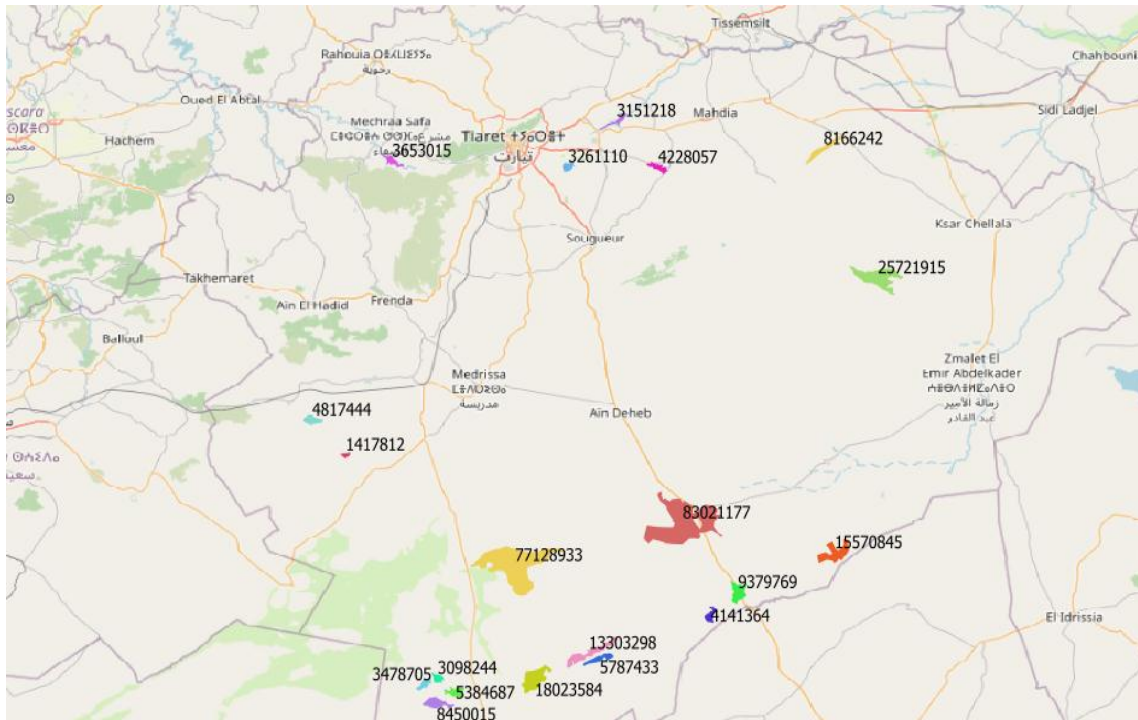 Tissemsilt
Rahouia
رحوية
Chahbouni
Oued El Abtal
scara
Mechraa Safa
3151218
Mahdia
Sidi Ladjel
Hachem
Tiaret ⵜⵢⴰⵔⴻⵜ
تيارت
3653015
3261110
4228057
8166242
Ksar Chellala
Sougueur
25721915
Takhemaret
Ain El Hadid
Frenda
Balloul
Medrissa
مدريسة
Zmalet El
Emir Abdelkader
زمالة الأمير
عبد القادر
4817444
Ain Deheb
1417812
83021177
77128933
15570845
9379769
4141364
El Idrissia
13303298
5787433
3478705
3098244
5384687
18023584
8450015